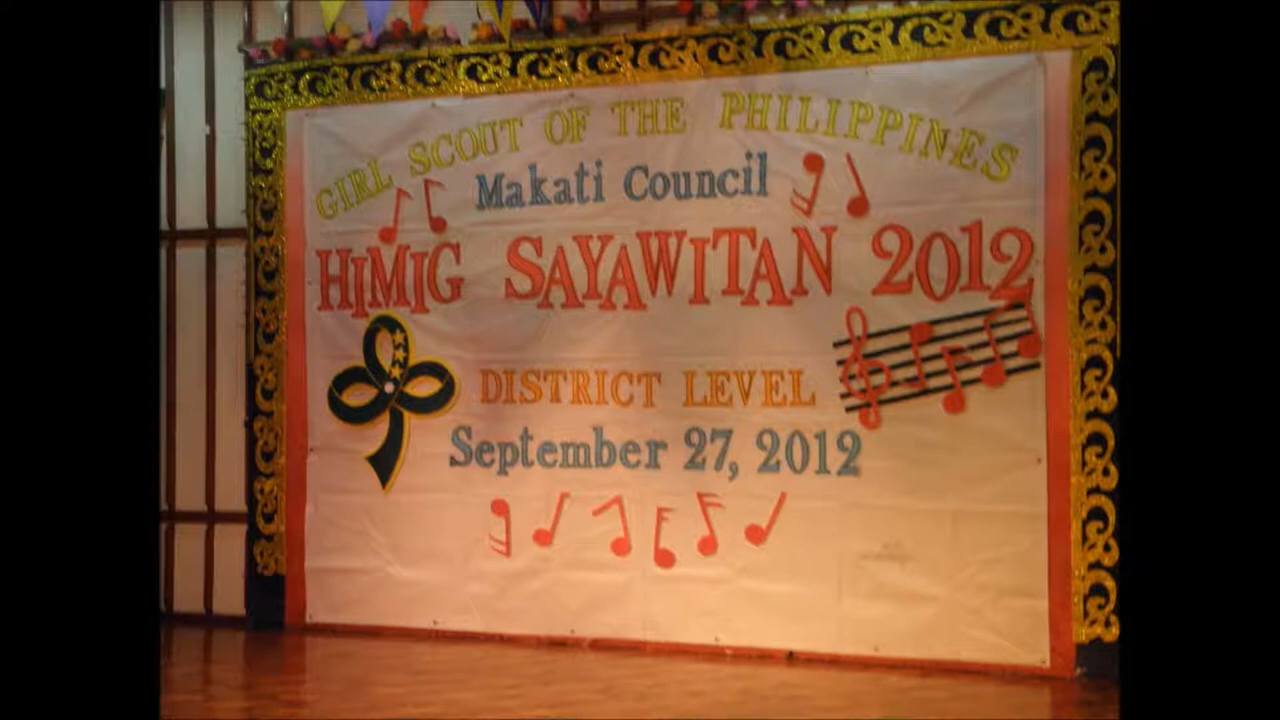 GIRL SCOUT OF THE PHILIPPINES
Makati Council
HIMIG SAYAWITAN 2012
DISTRICT LEVEL
September 27, 2012